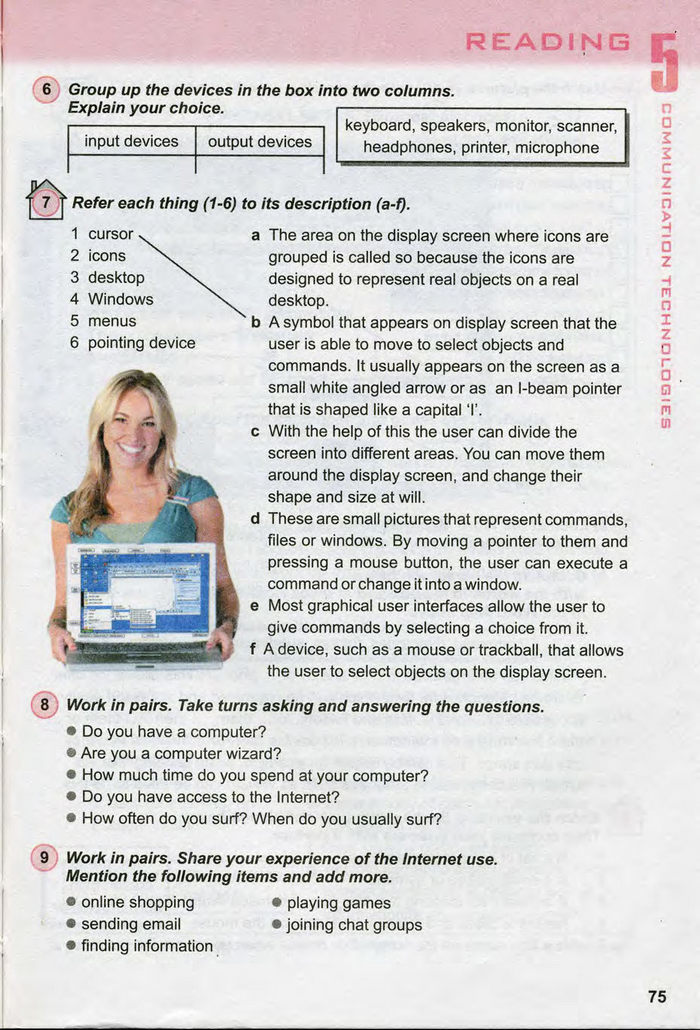 READING
5
COMMUNICATION TECHNOLOGIES
6 Group up the devices in the box into two columns.
Explain your choice.
input devices output devices
keyboard, speakers, monitor, scanner,
headphones, printer, microphone
7 Refer each thing (1-6) to its description (a-f).
1 cursor
2 icons
3 desktop
4 Windows
5 menus
6 pointing device
a The area on the display screen where icons are
grouped is called so because the icons are
designed to represent real objects on a real
desktop.
b A symbol that appears on display screen that the
user is able to move to select objects and
commands. It usually appears on the screen as a
small white angled arrow or as an I-beam pointer
that is shaped like a capital 'I'.
c With the help of this the user can divide the
screen into different areas. You can move them
around the display screen, and change their
shape and size at will.
d These are small pictures that represent commands,
files or windows. By moving a pointer to them and
pressing a mouse button, the user can execute a
command or change it into a window.
e Most graphical user interfaces allow the user to
give commands by selecting a choice from it.
f A device, such as a mouse or trackball, that allows
the user to select objects on the display screen.
8 Work in pairs. Take turns asking and answering the questions.
● Do you have a computer?
● Are you a computer wizard?
● How much time do you spend at your computer?
● Do you have access to the Internet?
● How often do you surf? When do you usually surf?
9 Work in pairs. Share your experience of the Internet use.
Mention the following items and add more.
● online shopping
● sending email
● finding information
● playing games
● joining chat groups
75